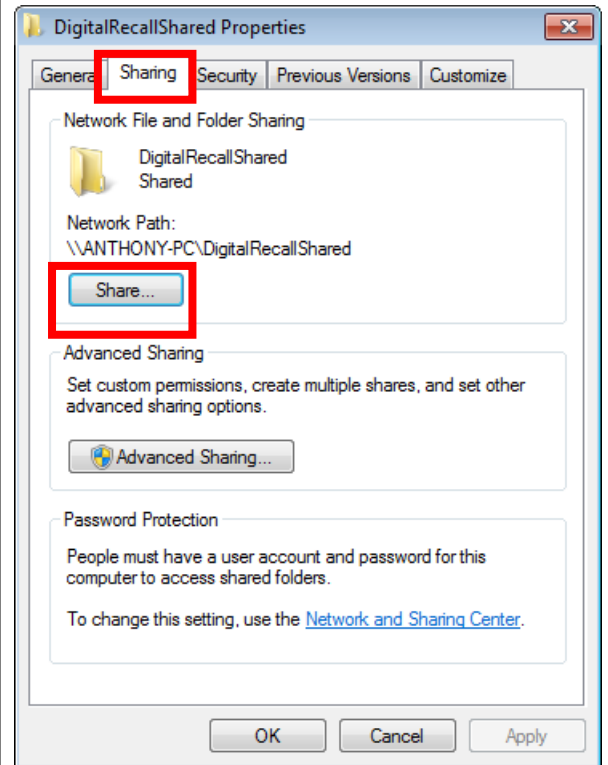 DigitalRecallShared Properties
General Sharing Security Previous Versions Customize
Network File and Folder Sharing
DigitalRecallShared
Shared
Network Path:
\\ANTHONY-PC\DigitalRecallShared
Share...
Advanced Sharing
Set custom permissions, create multiple shares, and set other
advanced sharing options.
Advanced Sharing...
Password Protection
People must have a user account and password for this
computer to access shared folders.
To change this setting, use the Network and Sharing Center.
OK Cancel Apply